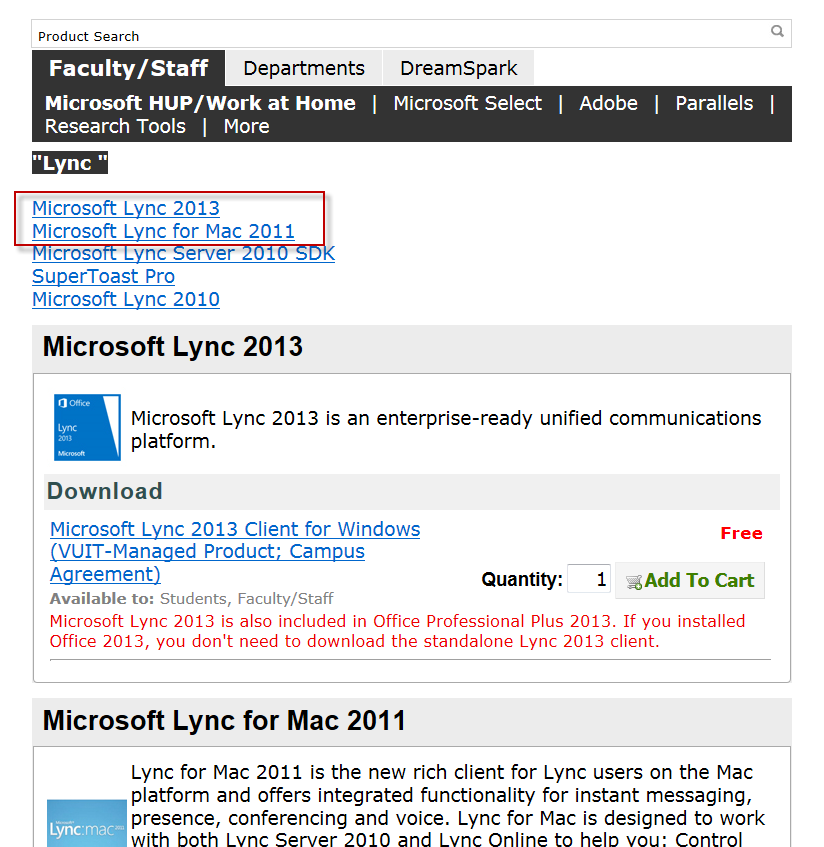 Product Search
Faculty/Staff Departments DreamSpark
Microsoft HUP/Work at Home | Microsoft Select | Adobe | Parallels |
Research Tools | More
"Lync "
Microsoft Lync 2013
Microsoft Lync for Mac 2011
Microsoft Lync Server 2010 SDK
SuperToast Pro
Microsoft Lync 2010
Microsoft Lync 2013
Office
Lync
2013
Microsoft
Microsoft Lync 2013 is an enterprise-ready unified communications
platform.
Download
Microsoft Lync 2013 Client for Windows
(VUIT-Managed Product; Campus
Agreement)
Free
Quantity: 1 Add To Cart
Available to: Students, Faculty/Staff
Microsoft Lync 2013 is also included in Office Professional Plus 2013. If you installed
Office 2013, you don't need to download the standalone Lync 2013 client.
Microsoft Lync for Mac 2011
Microsoft
Lync:mac 2011
Lync for Mac 2011 is the new rich client for Lync users on the Mac
platform and offers integrated functionality for instant messaging,
presence, conferencing and voice. Lync for Mac is designed to work
with both Lync Server 2010 and Lync Online to help you: Control